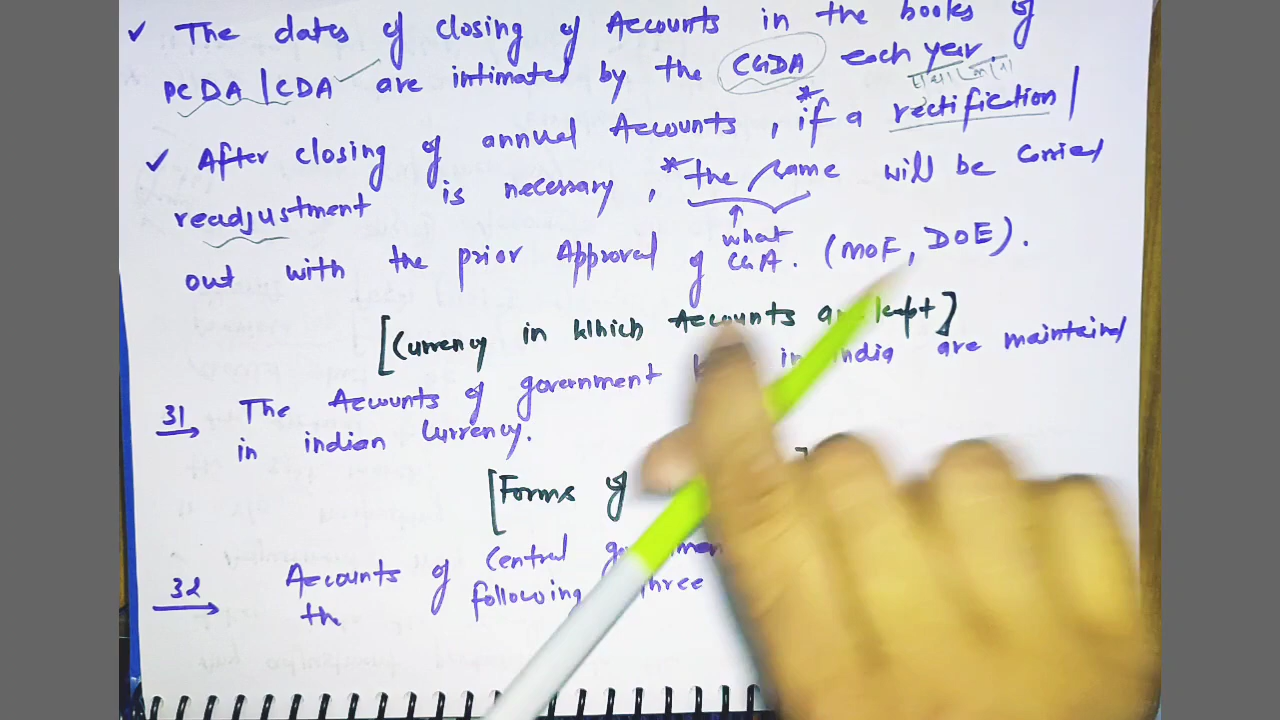 ✓ The dates of closing of Accounts in the books of
PCDA/CDA are intimated by the CGDA each year
✓ After closing of annual Accounts, *if a rectifiction/
readjustment is necessary, *the same will be carried
what
out with the prior Approval of CGA. (MOF, DOE).
[Currency in Which Accounts are kept]
31 The Accounts of government in india are maintained
in indian Currency.
[Forms of
32 Accounts of Central
the following three